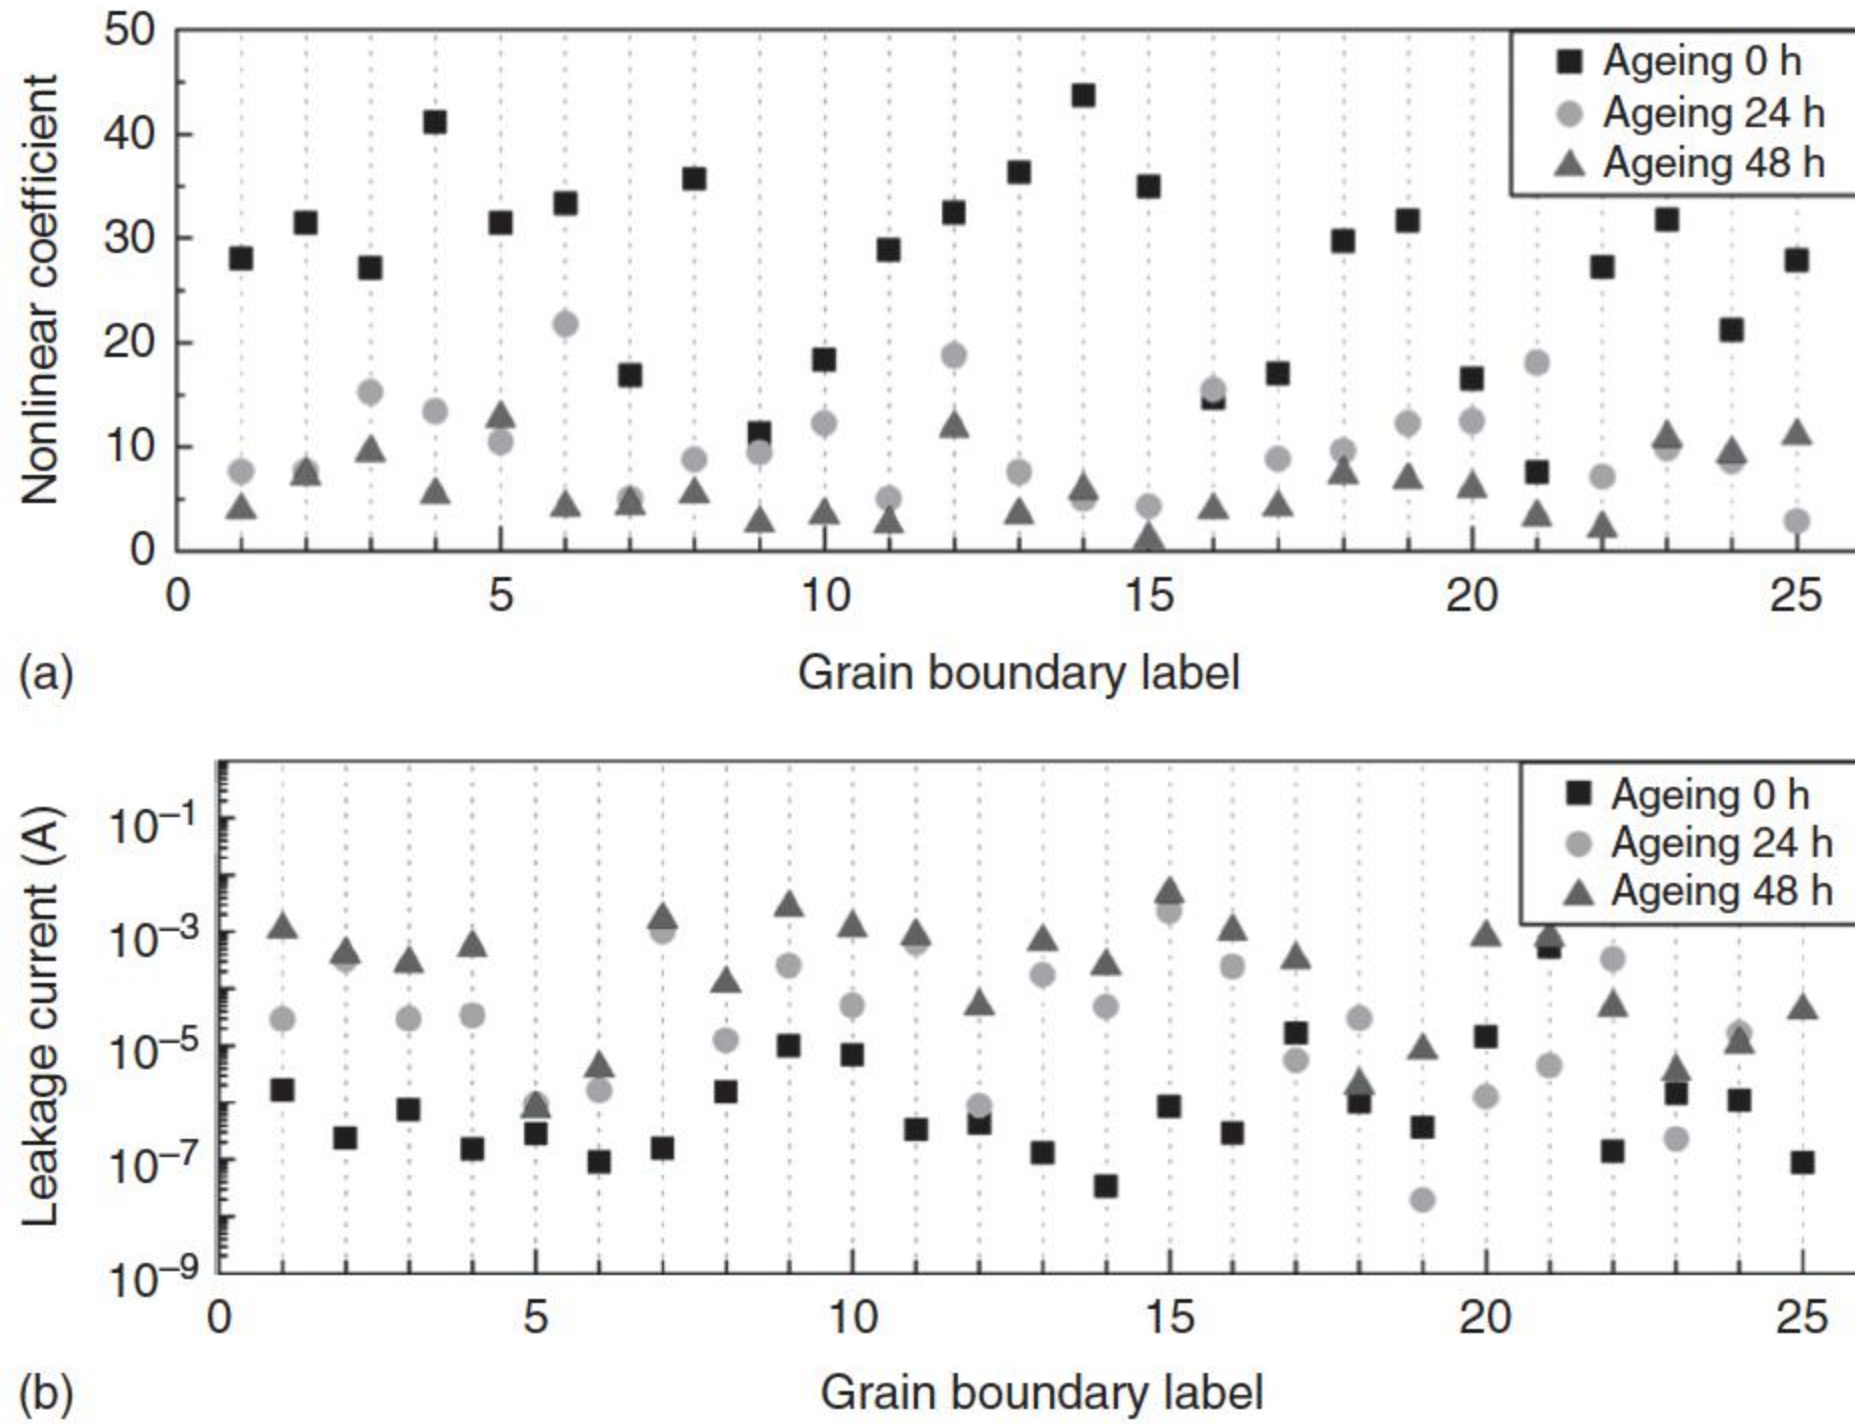 50
40
30
20
10
0
Nonlinear coefficient
Ageing 0 h
Ageing 24 h
Ageing 48 h
0 5 10 15 20 25
(a) Grain boundary label
10⁻¹
10⁻³
10⁻⁵
10⁻⁷
10⁻⁹
Leakage current (A)
Ageing 0 h
Ageing 24 h
Ageing 48 h
0 5 10 15 20 25
(b) Grain boundary label